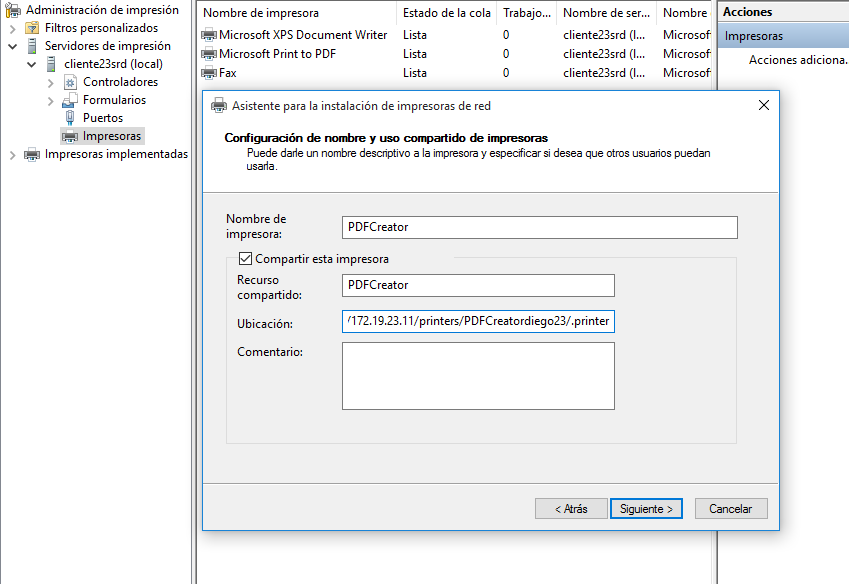 Administración de impresión
Filtros personalizados
Servidores de impresión
cliente23srd (local)
Controladores
Formularios
Puertos
Impresoras
Impresoras implementadas
Nombre de impresora Estado de la cola Trabajo... Nombre de ser... Nombre
Microsoft XPS Document Writer Lista 0 cliente23srd (l... Microsof
Microsoft Print to PDF Lista 0 cliente23srd (l... Microsof
Fax Lista 0 cliente23srd (l... Microsof
Acciones
Impresoras
Acciones adiciona.
Asistente para la instalación de impresoras de red
Configuración de nombre y uso compartido de impresoras
Puede darle un nombre descriptivo a la impresora y especificar si desea que otros usuarios puedan
usarla.
Nombre de
impresora:
PDFCreator
Compartir esta impresora
Recurso
compartido:
PDFCreator
Ubicación:
/172.19.23.11/printers/PDFCreatordiego23/.printer
Comentario:
< Atrás
Siguiente >
Cancelar